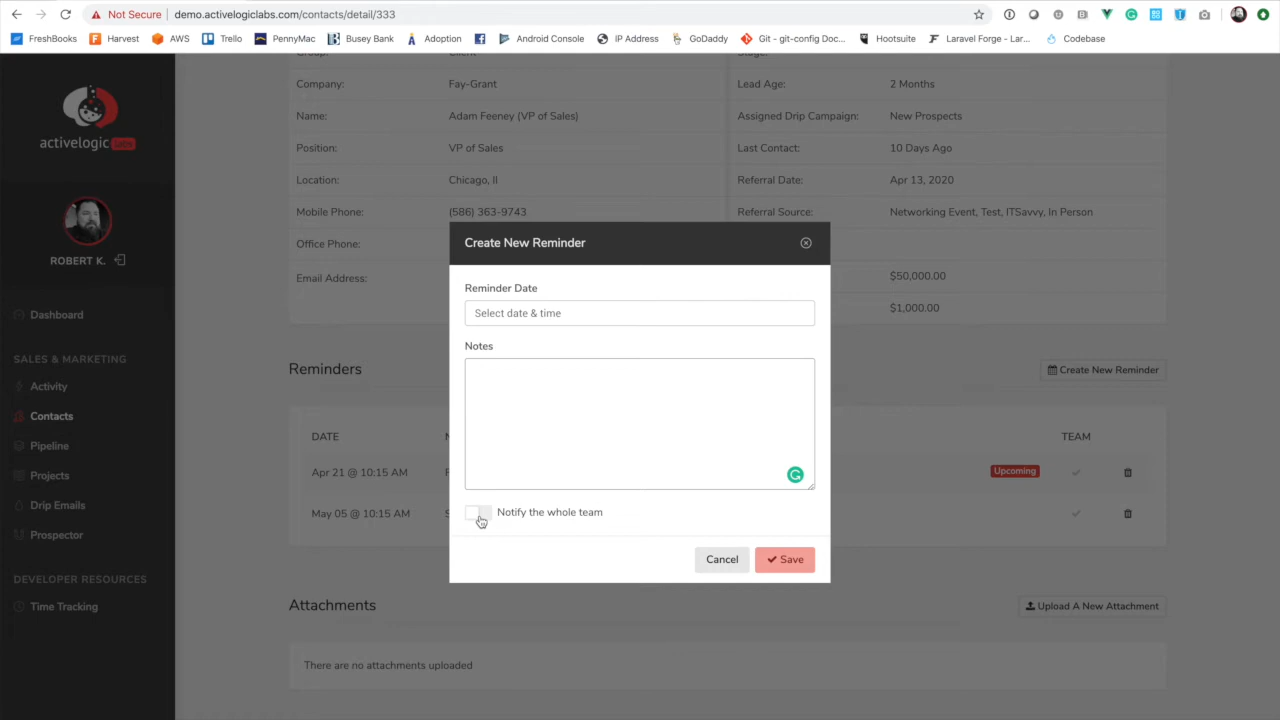 Not Secure demo.activelogiclabs.com/contacts/detail/333
FreshBooks Harvest AWS Trello PennyMac Busey Bank Adoption Android Console IP Address GoDaddy Git - git-config Doc... Hootsuite Laravel Forge - Lar... Codebase
activelogic Labs
ROBERT K.
Dashboard
SALES & MARKETING
Activity
Contacts
Pipeline
Projects
Drip Emails
Prospector
DEVELOPER RESOURCES
Time Tracking
Company: Fay-Grant
Name: Adam Feeney (VP of Sales)
Position: VP of Sales
Location: Chicago, Il
Mobile Phone: (586) 363-9743
Office Phone:
Email Address:
Lead Age: 2 Months
Assigned Drip Campaign: New Prospects
Last Contact: 10 Days Ago
Referral Date: Apr 13, 2020
Referral Source: Networking Event, Test, ITSavvy, In Person
$50,000.00
$1,000.00
Create New Reminder
Reminder Date
Select date & time
Notes
Notify the whole team
Cancel Save
Reminders Create New Reminder
DATE TEAM
Apr 21 @ 10:15 AM Upcoming
May 05 @ 10:15 AM
Attachments Upload A New Attachment
There are no attachments uploaded